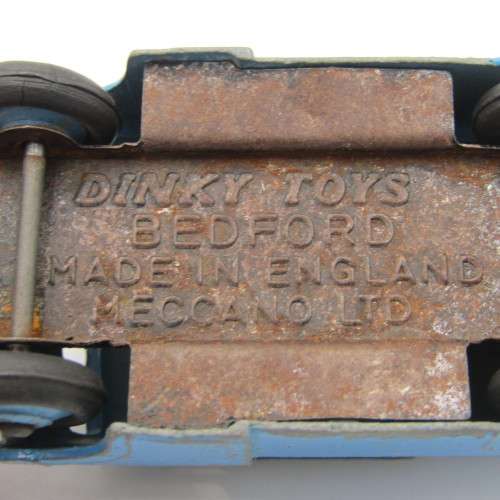 DINKY TOYS
BEDFORD
MADE IN ENGLAND
MECCANO LTD